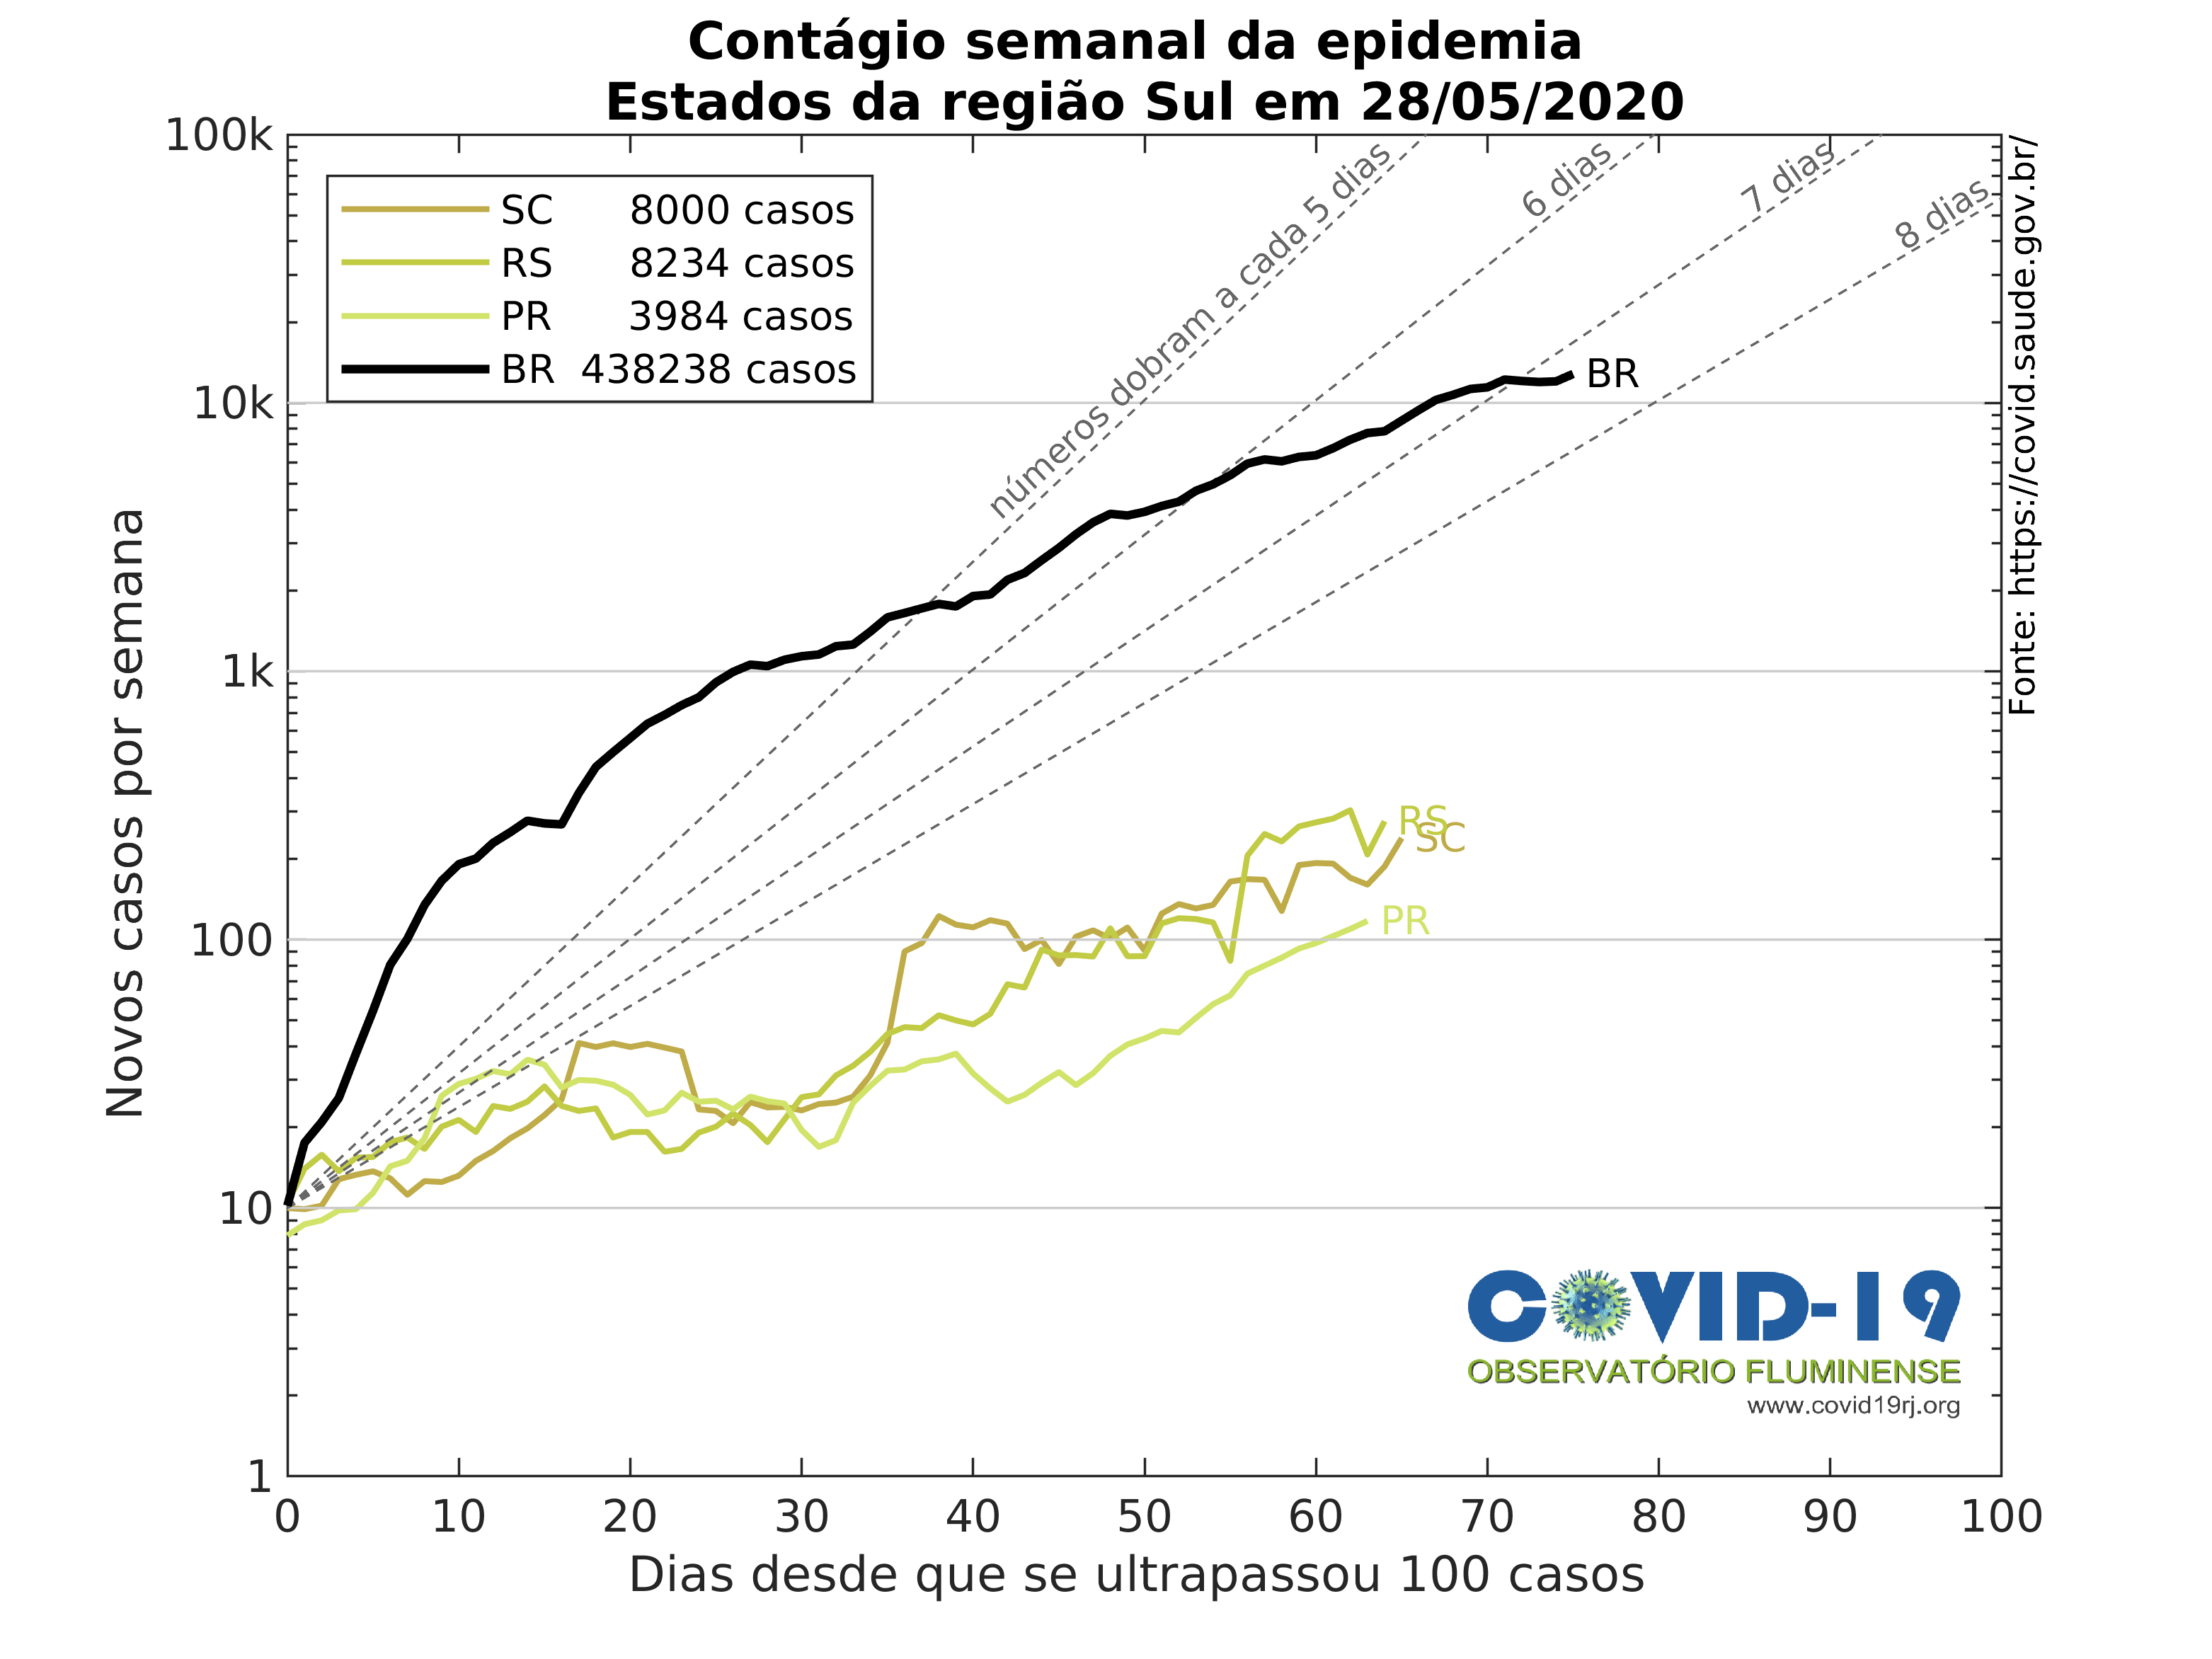 Contágio semanal da epidemia
Estados da região Sul em 28/05/2020
100k
10k
1k
100
10
1
Novos casos por semana
SC 8000 casos
RS 8234 casos
PR 3984 casos
BR 438238 casos
números dobram a cada 5 dias
6 dias
7 dias
8 dias
BR
RS
SC
PR
Fonte: https://covid.saude.gov.br/
COVID-19
OBSERVATÓRIO FLUMINENSE
www.covid19rj.org
0 10 20 30 40 50 60 70 80 90 100
Dias desde que se ultrapassou 100 casos